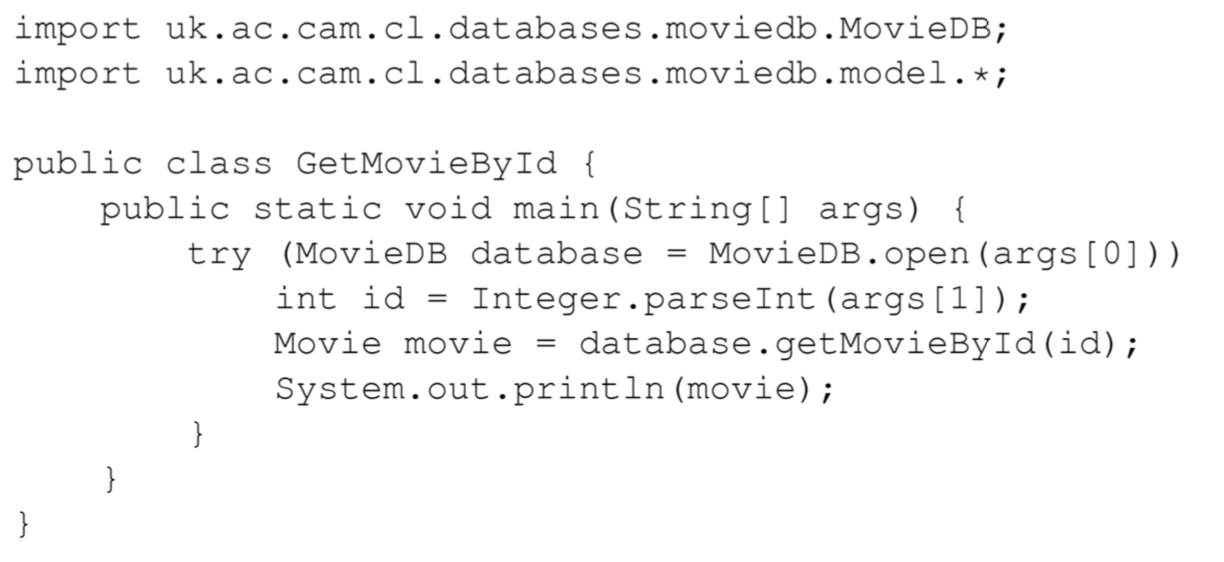 import uk.ac.cam.cl.databases.moviedb.MovieDB;
import uk.ac.cam.cl.databases.moviedb.model.*;

public class GetMovieById {
    public static void main(String[] args) {
        try (MovieDB database = MovieDB.open(args[0]))
            int id = Integer.parseInt(args[1]);
            Movie movie = database.getMovieById(id);
            System.out.println(movie);
        }
    }
}